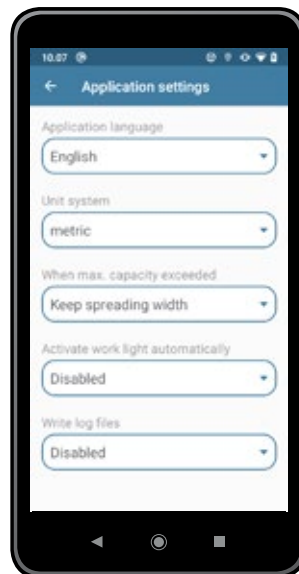 10.07
Application settings
Application language
English
Unit system
metric
When max. capacity exceeded
Keep spreading width
Activate work light automatically
Disabled
Write log files
Disabled